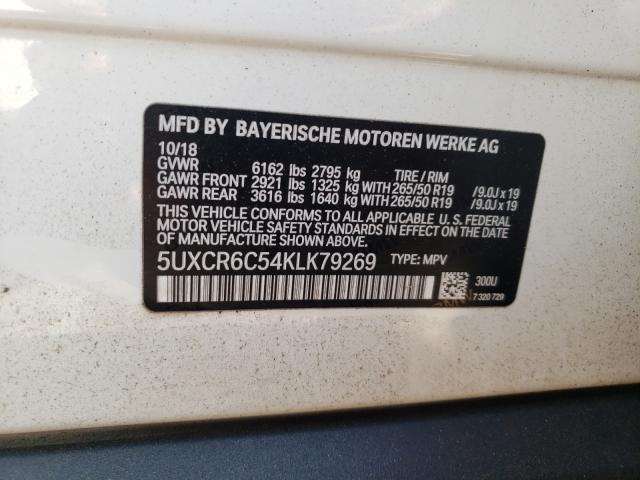 MFD BY BAYERISCHE MOTOREN WERKE AG
10/18
GVWR 6162 lbs 2795 kg TIRE / RIM
GAWR FRONT 2921 lbs 1325 kg WITH 265/50 R19 /9.0J x 19
GAWR REAR 3616 lbs 1640 kg WITH 265/50 R19 /9.0J x 19
THIS VEHICLE CONFORMS TO ALL APPLICABLE U. S. FEDERAL
MOTOR VEHICLE SAFETY STANDARDS IN EFFECT ON THE
DATE OF MANUFACTURE SHOWN ABOVE.
5UXCR6C54KLK79269 TYPE: MPV
300U
7 320 729